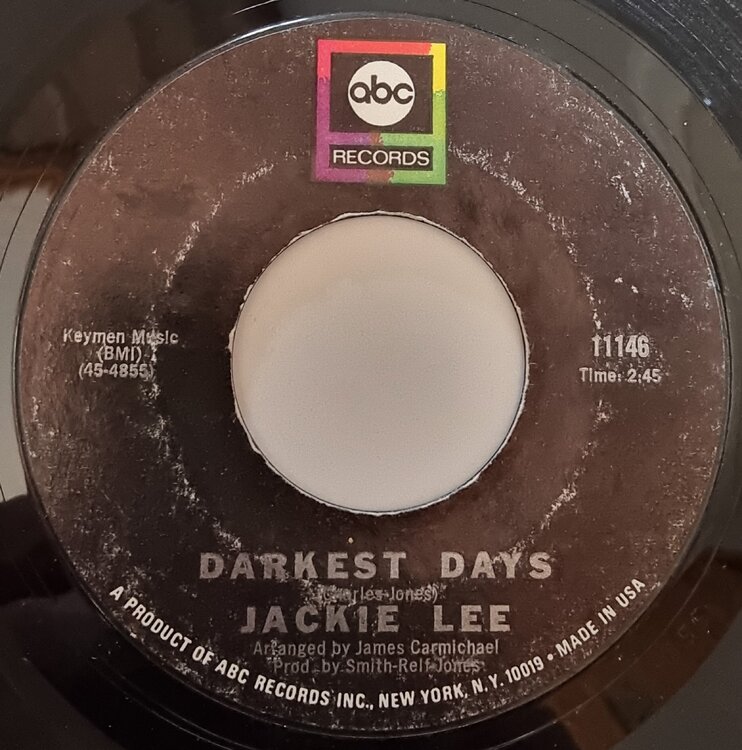 abc
RECORDS
Keymen Music
(BMI)
(45-4855)
11146
Time: 2:45
DARKEST DAYS
(Charles-Jones)
JACKIE LEE
Arranged by James Carmichael
Prod. by Smith-Relf-Jones
A PRODUCT OF ABC RECORDS INC., NEW YORK, N.Y. 10019 • MADE IN USA